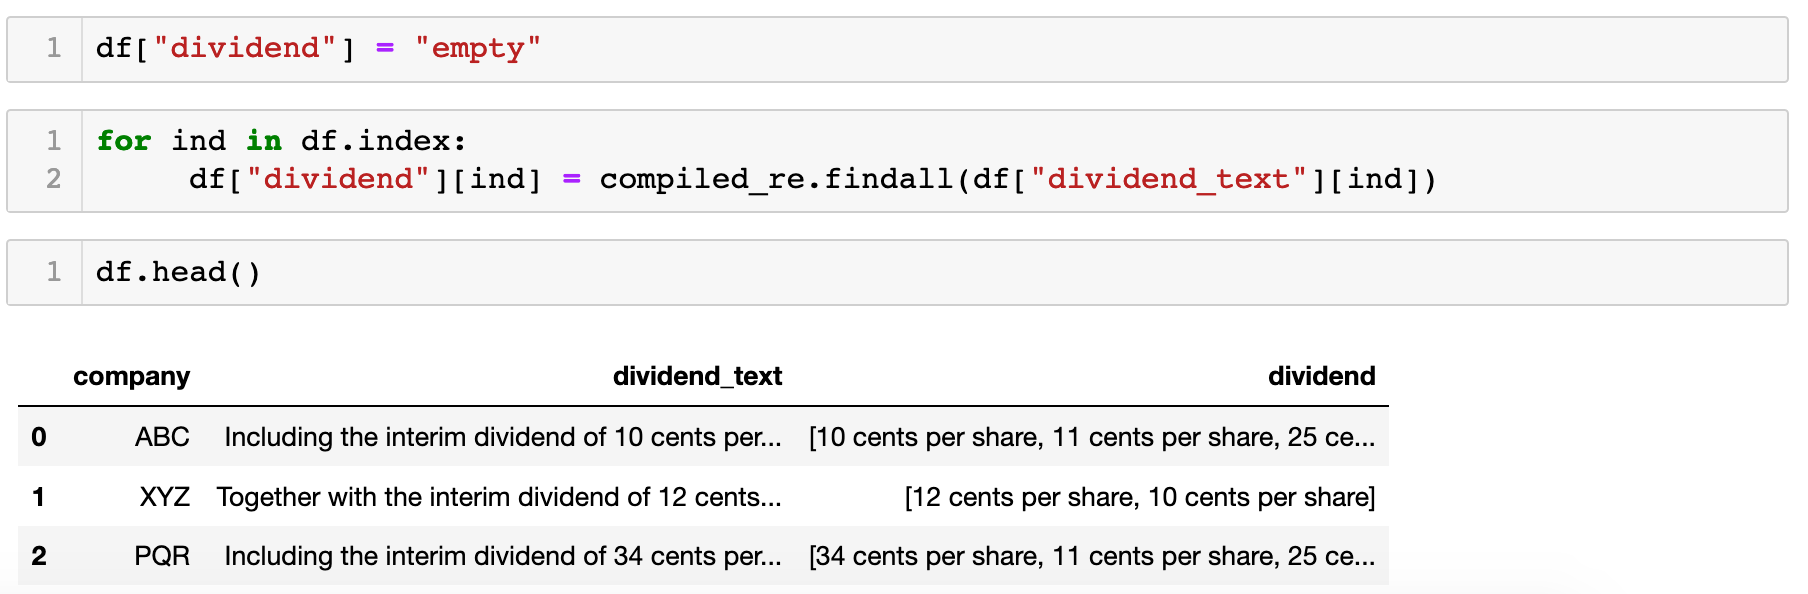 1 df["dividend"] = "empty"
1 for ind in df.index:
2 df["dividend"][ind] = compiled_re.findall(df["dividend_text"][ind])
1 df.head()
company dividend_text dividend
0 ABC Including the interim dividend of 10 cents per... [10 cents per share, 11 cents per share, 25 ce...
1 XYZ Together with the interim dividend of 12 cents... [12 cents per share, 10 cents per share]
2 PQR Including the interim dividend of 34 cents per... [34 cents per share, 11 cents per share, 25 ce...